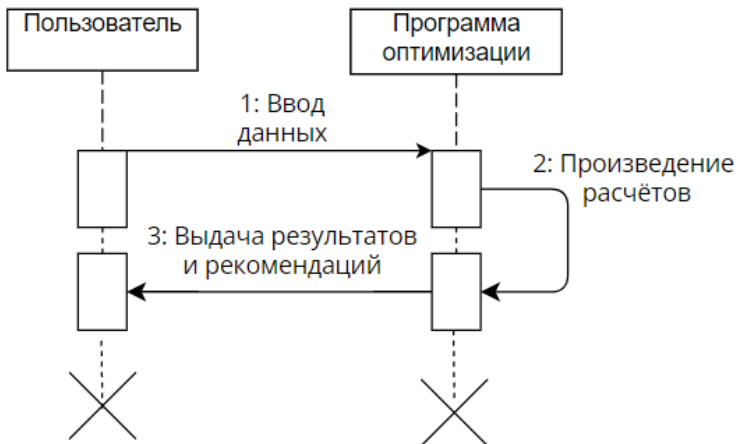 Пользователь
Программа
оптимизации
1: Ввод
данных
2: Произведение
расчётов
3: Выдача результатов
и рекомендаций